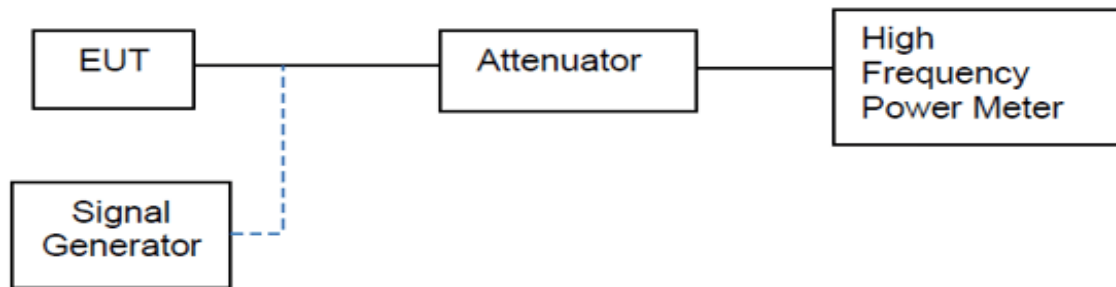 EUT
Attenuator
High
Frequency
Power Meter
Signal
Generator